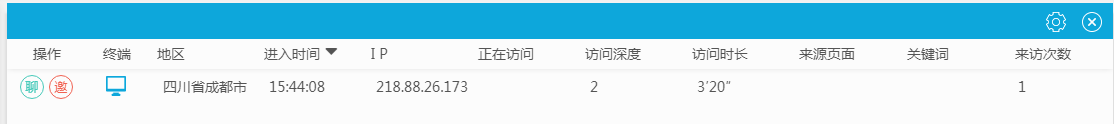 操作 终端 地区 进入时间 I P 正在访问 访问深度 访问时长 来源页面 关键词 来访次数
聊 邀 四川省成都市 15:44:08 218.88.26.173 2 3′20″ 1